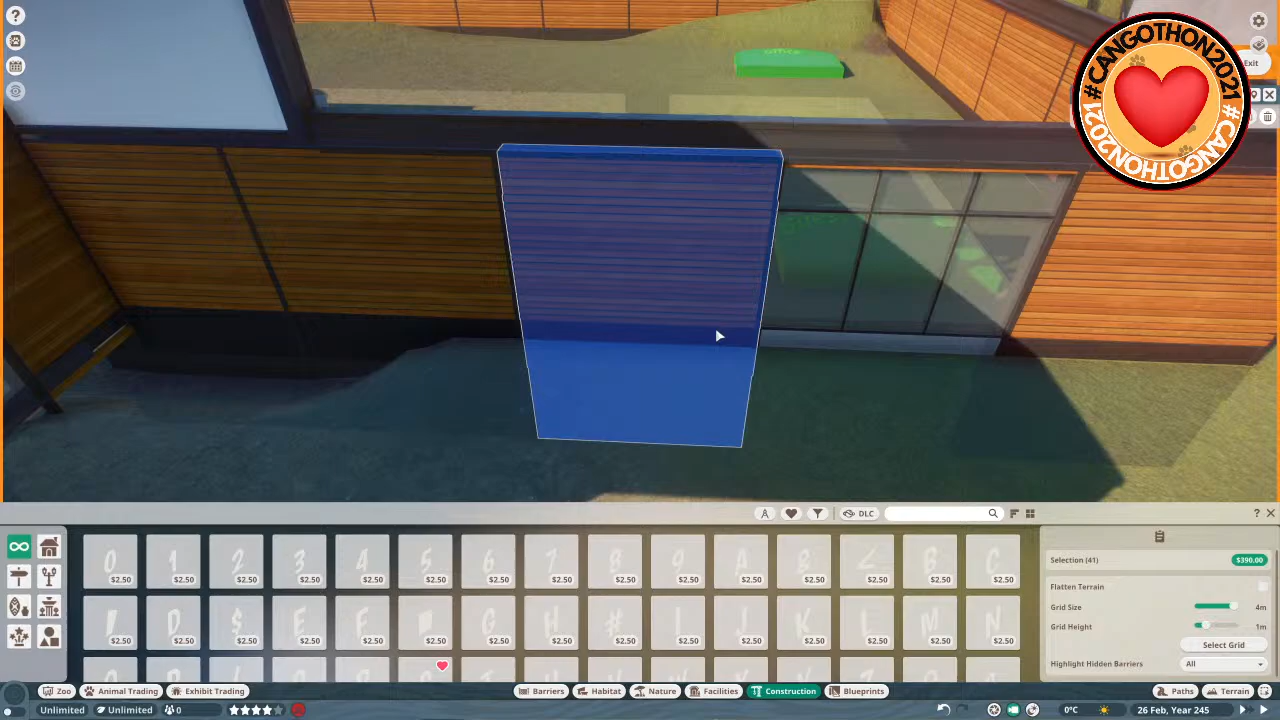 Office
#CANGOTHON2021
#CANGOTHON2021
Exit
A
DLC
0 $2.50
1 $2.50
2 $2.50
3 $2.50
4 $2.50
5 $2.50
6 $2.50
7 $2.50
8 $2.50
9 $2.50
A $2.50
B $2.50
C $2.50
$2.50
D $2.50
$ $2.50
E $2.50
F $2.50
$2.50
G $2.50
H $2.50
# $2.50
I $2.50
J $2.50
K $2.50
L $2.50
M $2.50
N $2.50
Selection (41) $390.00
Flatten Terrain
Grid Size 4m
Grid Height 1m
Select Grid
Highlight Hidden Barriers All
Zoo Animal Trading Exhibit Trading Barriers Habitat Nature Facilities Construction Blueprints Paths Terrain
Unlimited Unlimited 0 0°C 26 Feb, Year 245